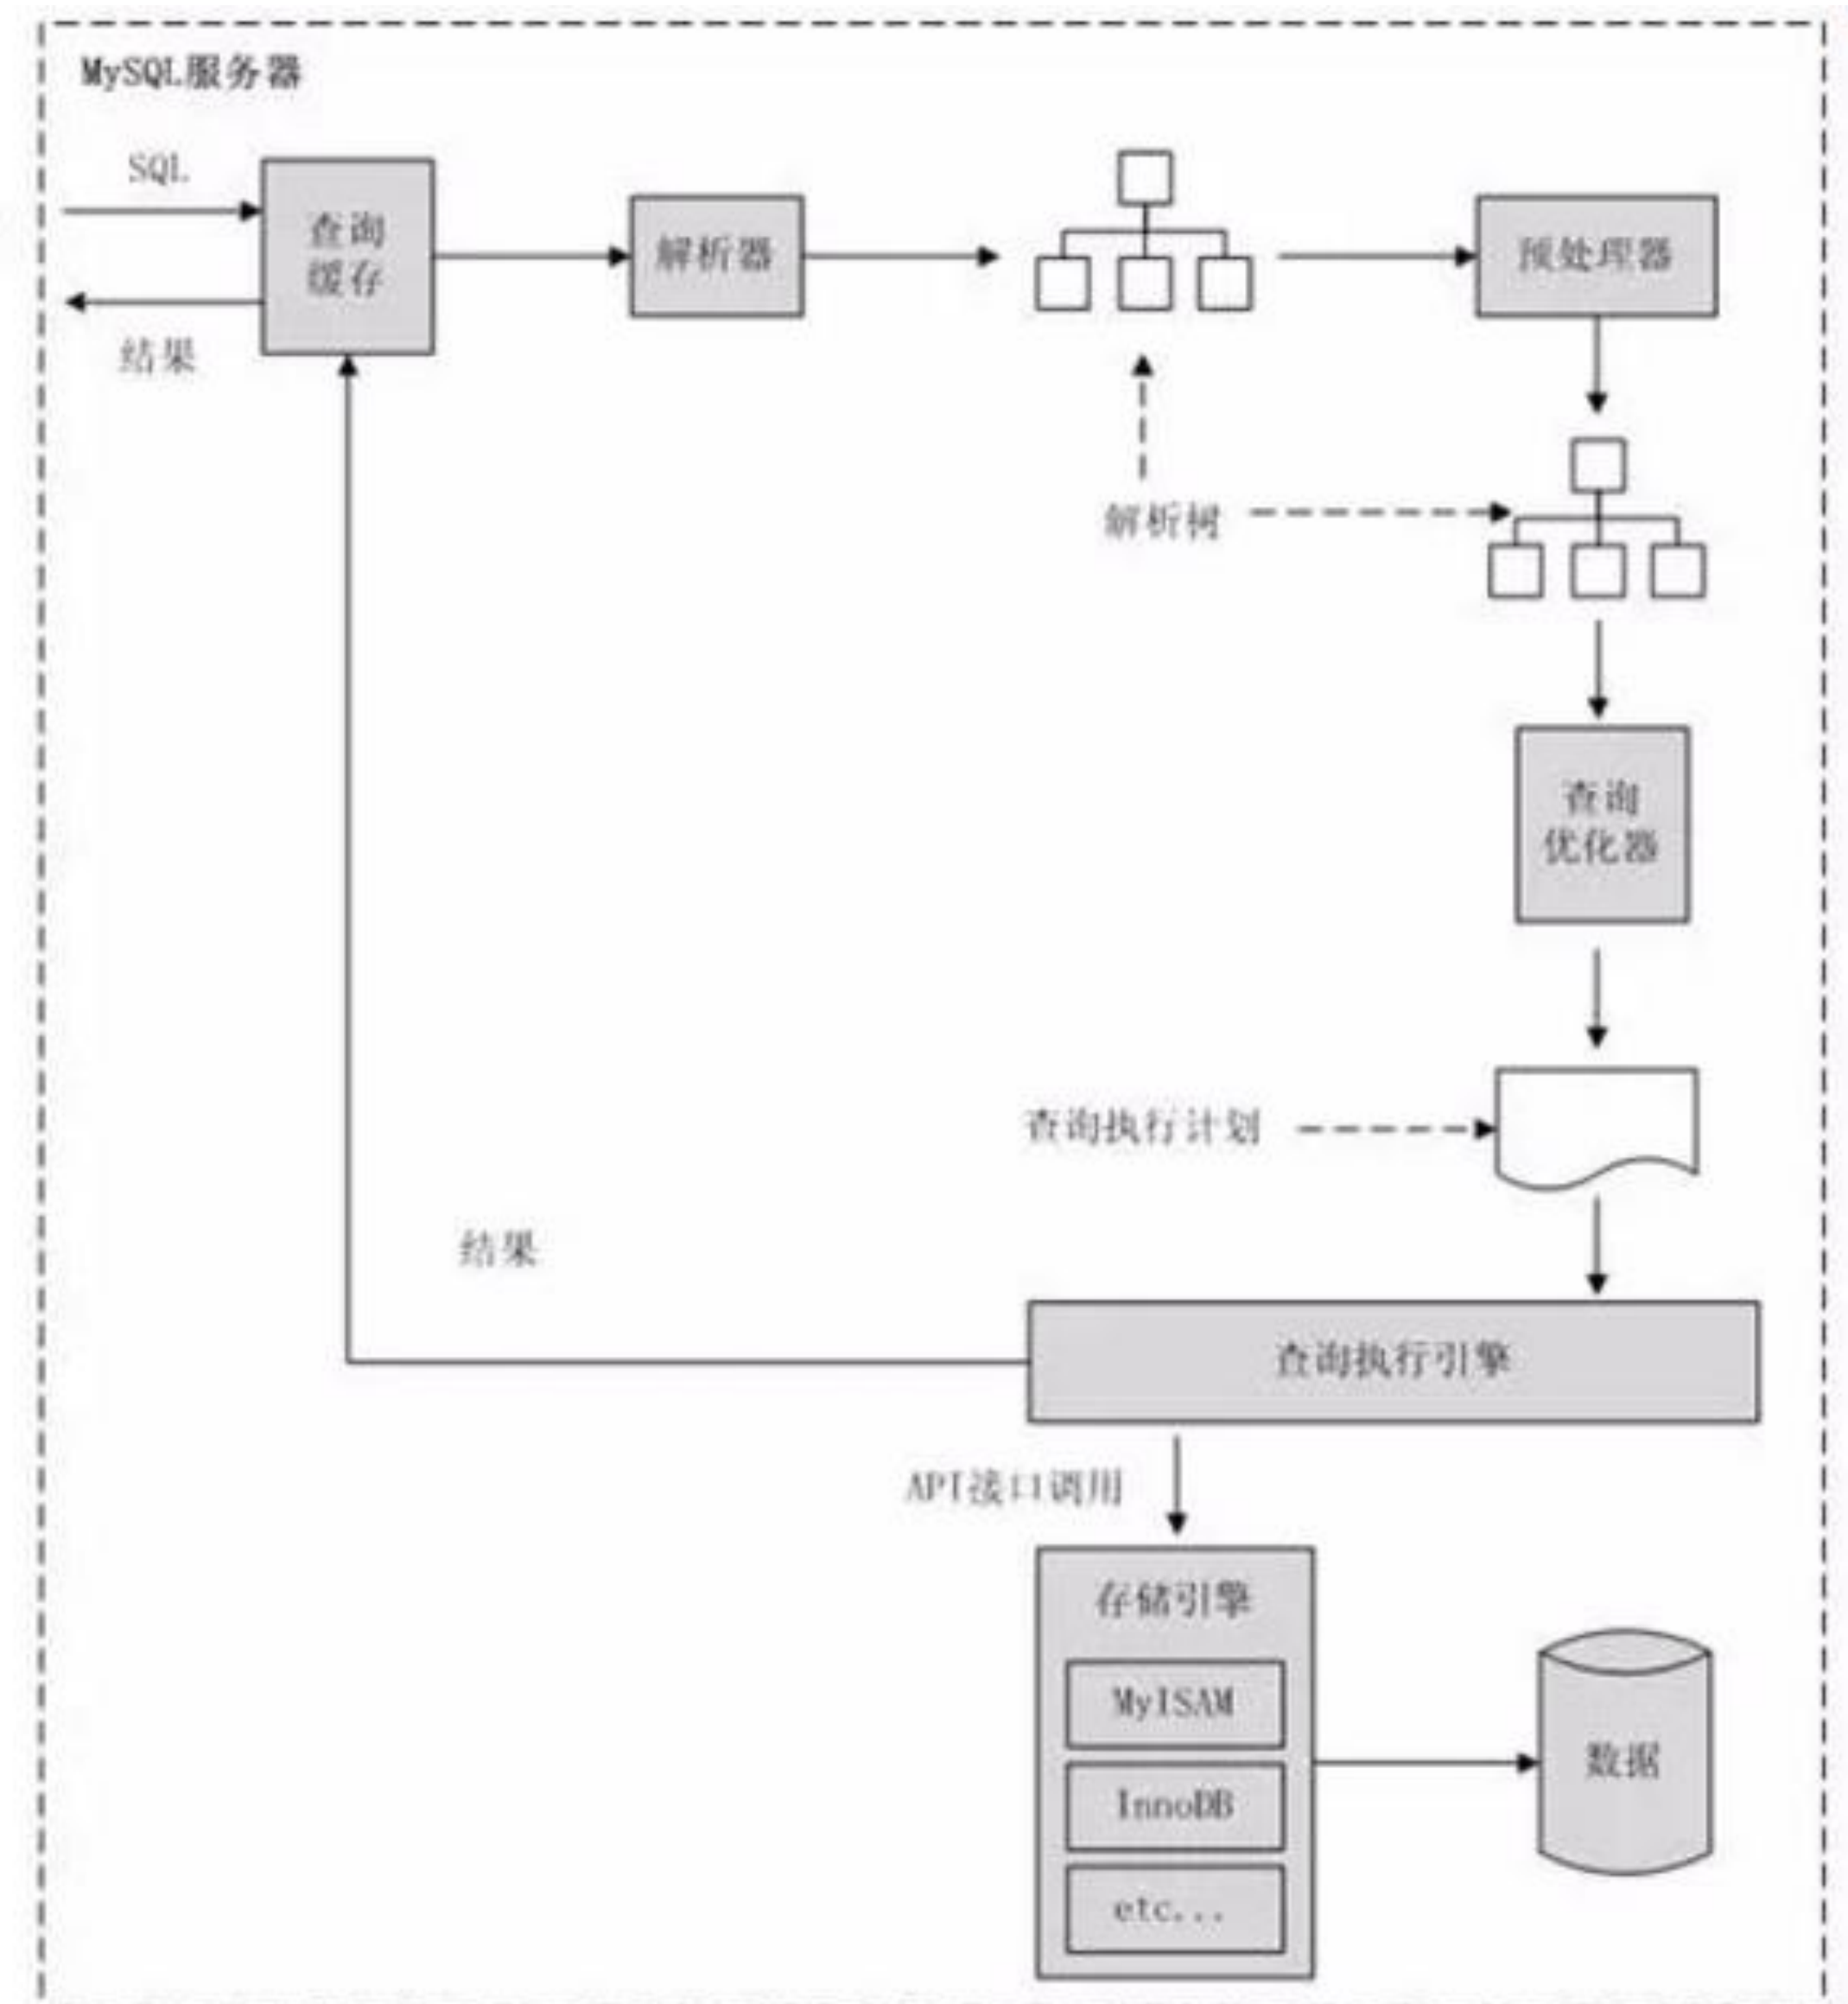 MySQL服务器
SQL
查询
缓存
解析器
预处理器
结果
解析树
查询
优化器
查询执行计划
结果
查询执行引擎
API接口调用
存储引擎
MyISAM
InnoDB
etc...
数据